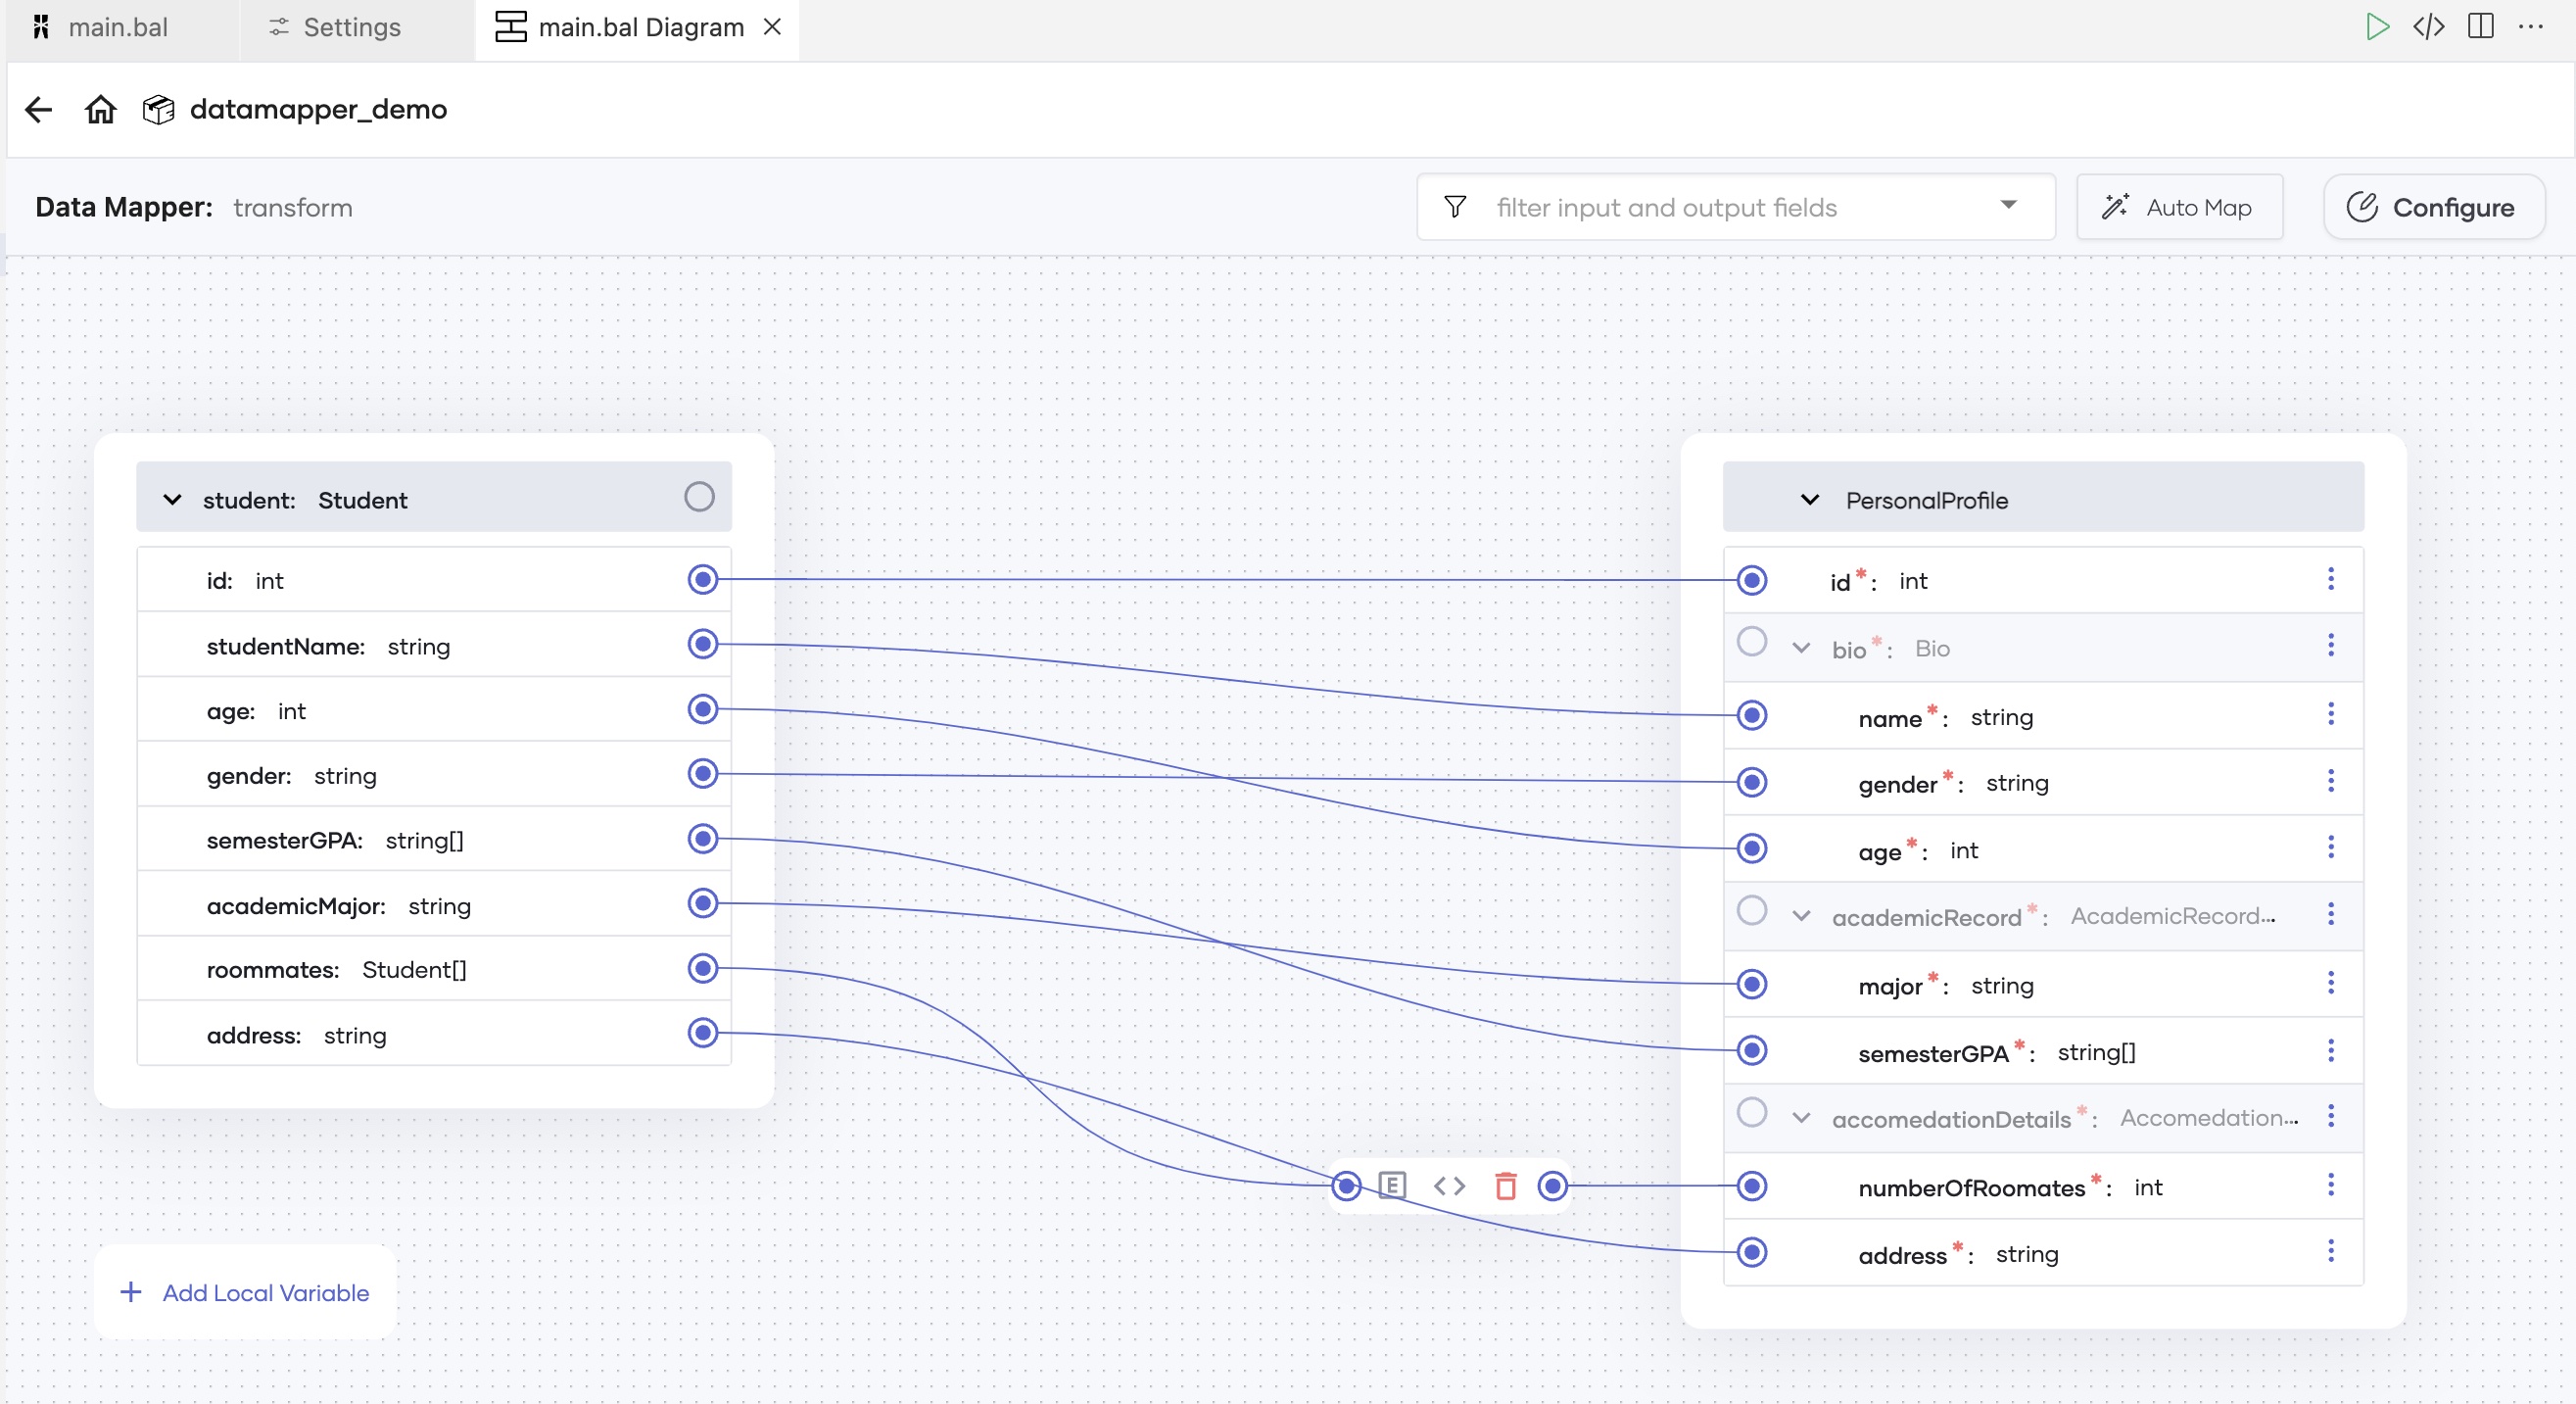 main.bal
Settings
main.bal Diagram
datamapper_demo
Data Mapper: transform
filter input and output fields
Auto Map
Configure
student: Student
id: int
studentName: string
age: int
gender: string
semesterGPA: string[]
academicMajor: string
roommates: Student[]
address: string
Add Local Variable
E
PersonalProfile
id*: int
bio*: Bio
name*: string
gender*: string
age*: int
academicRecord*: AcademicRecord...
major*: string
semesterGPA*: string[]
accomedationDetails*: Accomedation...
numberOfRoomates*: int
address*: string